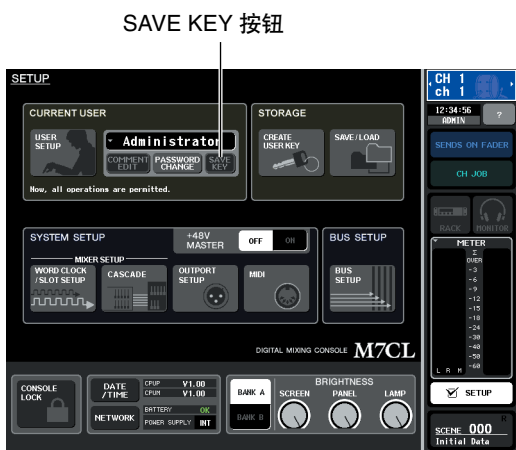 SAVE KEY 按钮
SETUP
CH 1
ch 1
12:34:56
ADMIN
?
SENDS ON FADER
CH JOB
RACK
MONITOR
METER
Σ
OVER
-3
-6
-9
-12
-15
-18
-24
-30
-40
-50
-60
L R M
SETUP
SCENE 000
R
Initial Data
CURRENT USER
USER
SETUP
Administrator
COMMENT
EDIT
PASSWORD
CHANGE
SAVE
KEY
Now, all operations are permitted.
STORAGE
CREATE
USER KEY
SAVE/LOAD
SYSTEM SETUP
+48V
MASTER
OFF
ON
MIXER SETUP
WORD CLOCK
/SLOT SETUP
CASCADE
OUTPORT
SETUP
MIDI
BUS SETUP
BUS
SETUP
DIGITAL MIXING CONSOLE M7CL
CONSOLE
LOCK
DATE
/TIME
CPUP V1.00
CPUM V1.00
NETWORK
BATTERY OK
POWER SUPPLY INT
BANK A
BANK B
BRIGHTNESS
SCREEN
PANEL
LAMP